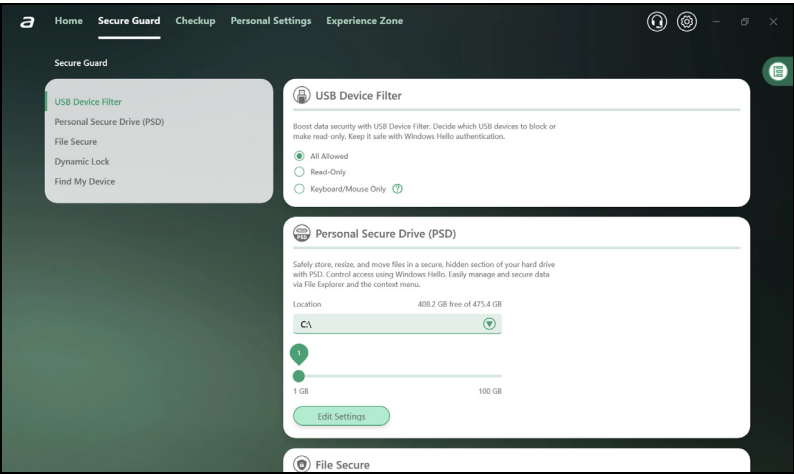 a
Home Secure Guard Checkup Personal Settings Experience Zone
Secure Guard
USB Device Filter
Personal Secure Drive (PSD)
File Secure
Dynamic Lock
Find My Device
USB Device Filter
Boost data security with USB Device Filter. Decide which USB devices to block or
make read-only. Keep it safe with Windows Hello authentication.
All Allowed
Read-Only
Keyboard/Mouse Only ?
PSD Personal Secure Drive (PSD)
Safely store, resize, and move files in a secure, hidden section of your hard drive
with PSD. Control access using Windows Hello. Easily manage and secure data
via File Explorer and the context menu.
Location 408.2 GB free of 475.4 GB
C:\
1
1 GB 100 GB
Edit Settings
File Secure